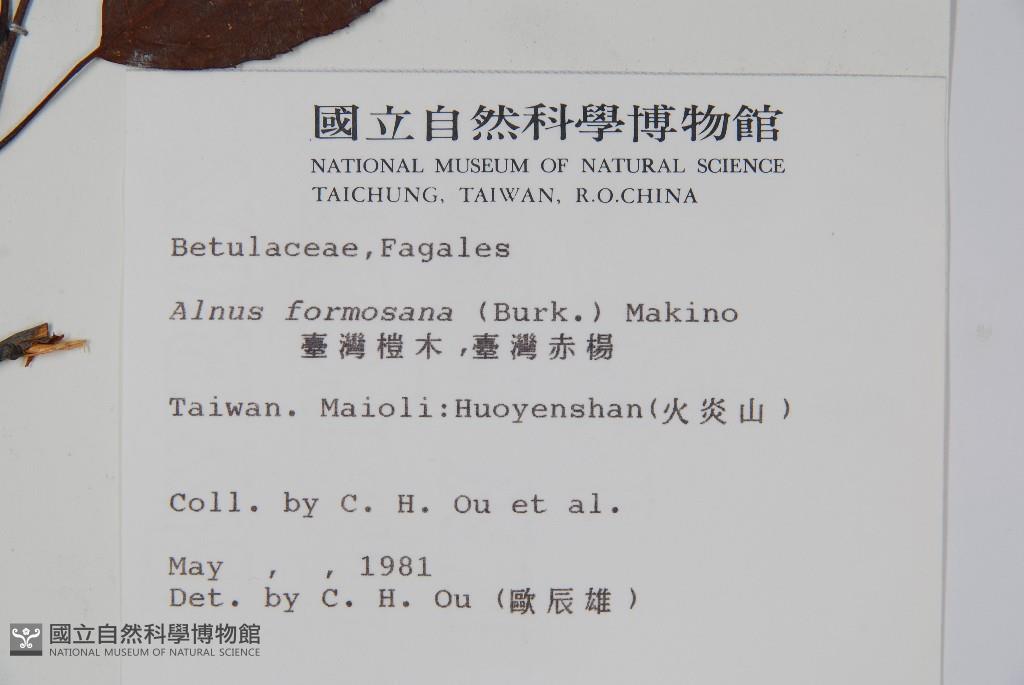 國立自然科學博物館
NATIONAL MUSEUM OF NATURAL SCIENCE
TAICHUNG, TAIWAN, R.O.CHINA
Betulaceae,Fagales
Alnus formosana (Burk.) Makino
臺灣榿木,臺灣赤楊
Taiwan. Maioli:Huoyenshan(火炎山)
Coll. by C. H. Ou et al.
May , , 1981
Det. by C. H. Ou (歐辰雄)
國立自然科學博物館
NATIONAL MUSEUM OF NATURAL SCIENCE